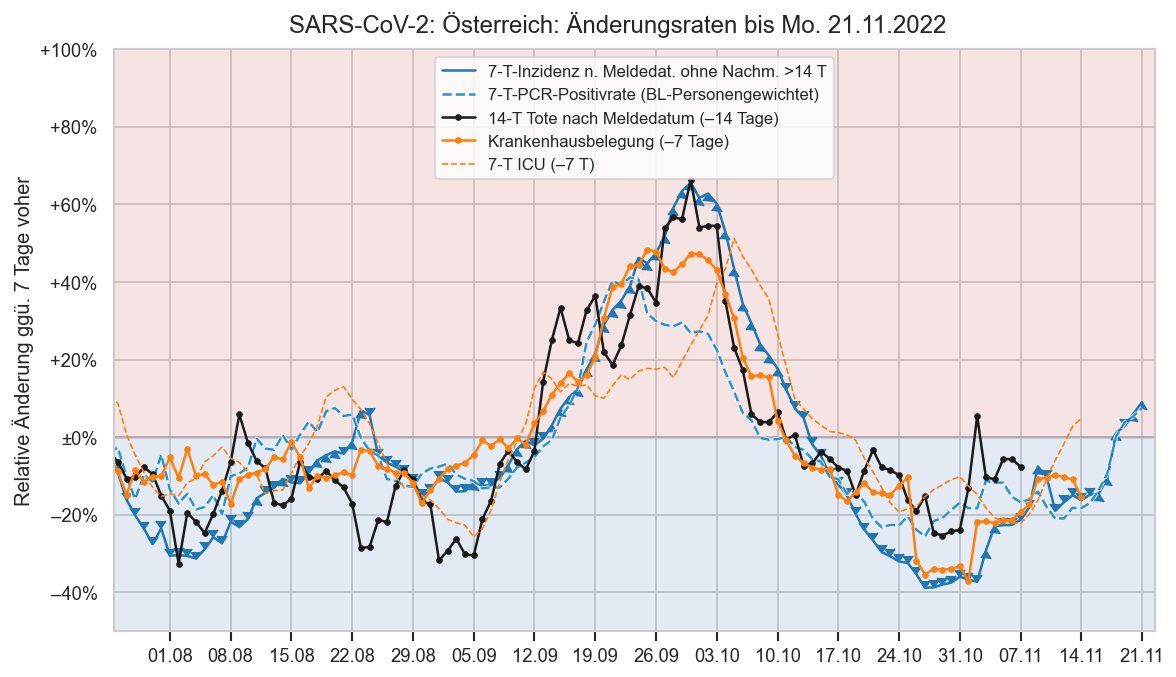 SARS-CoV-2: Österreich: Änderungsraten bis Mo. 21.11.2022
Relative Änderung ggü. 7 Tage voher
+100%
+80%
+60%
+40%
+20%
±0%
–20%
–40%
7-T-Inzidenz n. Meldedat. ohne Nachm. >14 T
7-T-PCR-Positivrate (BL-Personengewichtet)
14-T Tote nach Meldedatum (–14 Tage)
Krankenhausbelegung (–7 Tage)
7-T ICU (–7 T)
01.08 08.08 15.08 22.08 29.08 05.09 12.09 19.09 26.09 03.10 10.10 17.10 24.10 31.10 07.11 14.11 21.11